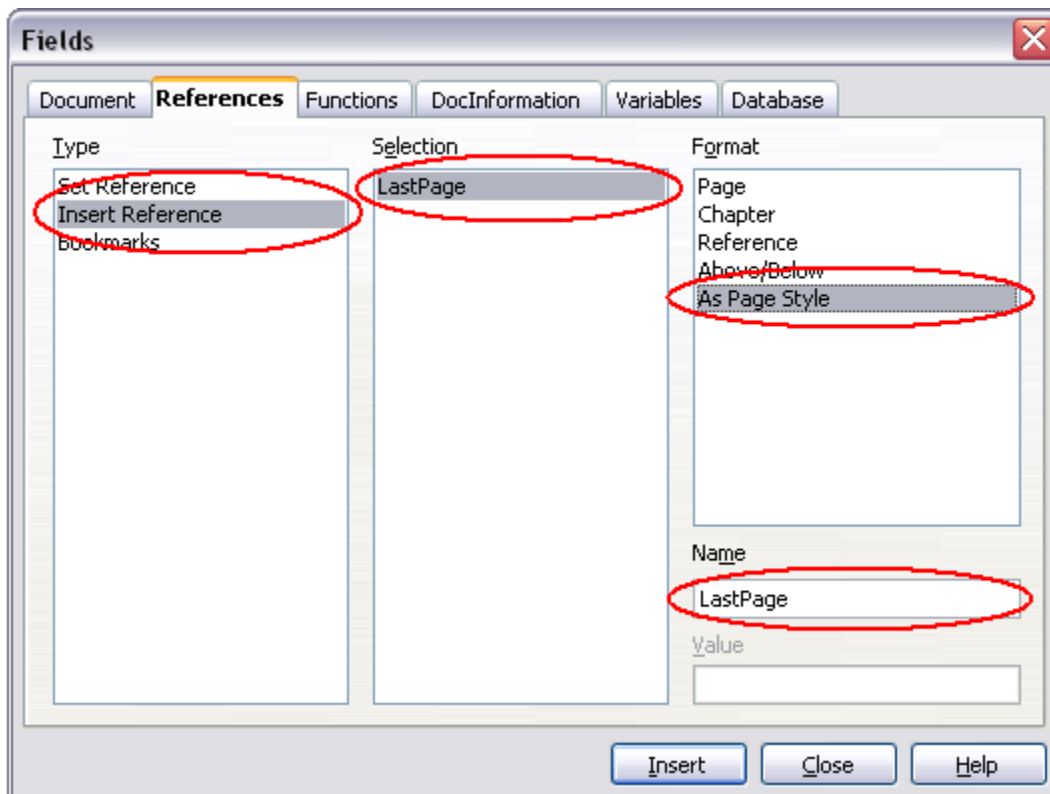 Fields
Document References Functions DocInformation Variables Database
Type
Set Reference
Insert Reference
Bookmarks
Selection
LastPage
Format
Page
Chapter
Reference
Above/Below
As Page Style
Name
LastPage
Value
Insert Close Help